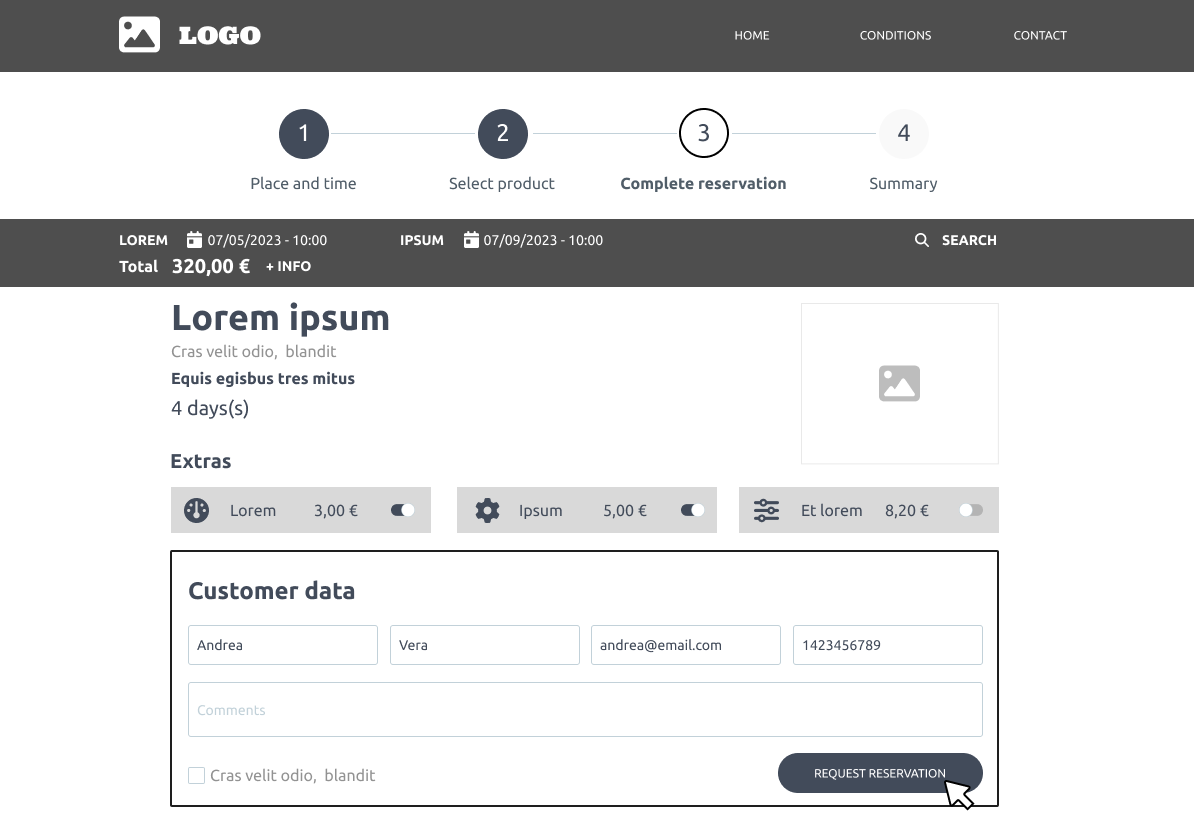 LOGO
HOME
CONDITIONS
CONTACT
1
2
3
4
Place and time
Select product
Complete reservation
Summary
LOREM 07/05/2023 - 10:00
IPSUM 07/09/2023 - 10:00
SEARCH
Total 320,00 € + INFO
Lorem ipsum
Cras velit odio, blandit
Equis egisbus tres mitus
4 days(s)
Extras
Lorem 3,00 €
Ipsum 5,00 €
Et lorem 8,20 €
Customer data
Andrea
Vera
andrea@email.com
1423456789
Comments
Cras velit odio, blandit
REQUEST RESERVATION